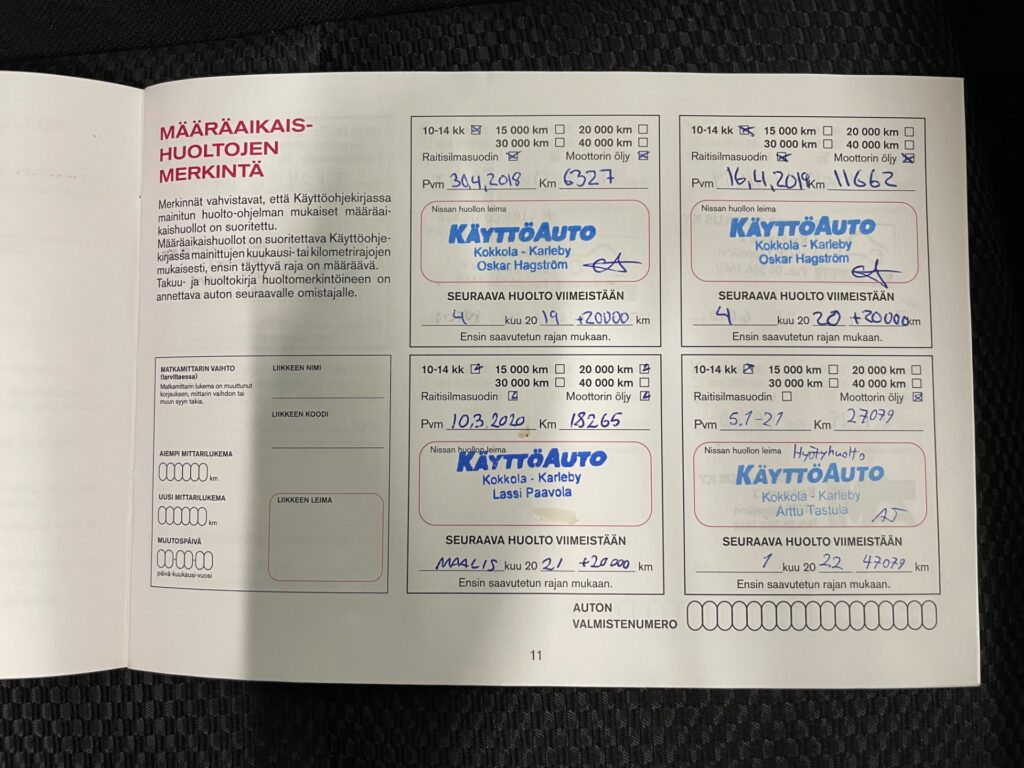 MÄÄRÄAIKAIS-
HUOLTOJEN
MERKINTÄ
Merkinnät vahvistavat, että Käyttöohjekirjassa
mainitun huolto-ohjelman mukaiset määräai-
kaishuollot on suoritettu.
Määräaikaishuollot on suoritettava Käyttöohje-
kirjassa mainittujen kuukausi- tai kilometrirajojen
mukaisesti, ensin täyttyvä raja on määräävä.
Takuu- ja huoltokirja huoltomerkintöineen on
annettava auton seuraavalle omistajalle.
10-14 kk 15 000 km 20 000 km
30 000 km 40 000 km
Raitisilmasuodin Moottorin öljy
Pvm 30.4.2018 Km 6327
Nissan huollon leima
KÄYTTÖAUTO
Kokkola - Karleby
Oskar Hagström
SEURAAVA HUOLTO VIIMEISTÄÄN
4 kuu 20 19 +20000 km
Ensin saavutetun rajan mukaan.
10-14 kk 15 000 km 20 000 km
30 000 km 40 000 km
Raitisilmasuodin Moottorin öljy
Pvm 16.4.2019 Km 11662
Nissan huollon leima
KÄYTTÖAUTO
Kokkola - Karleby
Oskar Hagström
SEURAAVA HUOLTO VIIMEISTÄÄN
4 kuu 20 20 +20000 km
Ensin saavutetun rajan mukaan.
MATKAMITTARIN VAIHTO
(tarvittaessa)
Matkamittarin lukema on muuttunut
korjauksen, mittarin vaihdon tai
muun syyn takia.
AIEMPI MITTARILUKEMA
km
UUSI MITTARILUKEMA
km
MUUTOSPÄIVÄ
päivä-kuukausi-vuosi
LIIKKEEN NIMI
LIIKKEEN KOODI
LIIKKEEN LEIMA
10-14 kk 15 000 km 20 000 km
30 000 km 40 000 km
Raitisilmasuodin Moottorin öljy
Pvm 10.3.2020 Km 18265
Nissan huollon leima
KÄYTTÖAUTO
Kokkola - Karleby
Lassi Paavola
SEURAAVA HUOLTO VIIMEISTÄÄN
MAALIS kuu 20 21 +20 000 km
Ensin saavutetun rajan mukaan.
10-14 kk 15 000 km 20 000 km
30 000 km 40 000 km
Raitisilmasuodin Moottorin öljy
Pvm 5.1-21 Km 27079
Nissan huollon leima Hyötyhuolto
KÄYTTÖAUTO
Kokkola - Karleby
Arttu Tastula
AT
SEURAAVA HUOLTO VIIMEISTÄÄN
1 kuu 20 22 47079 km
Ensin saavutetun rajan mukaan.
AUTON
VALMISTENUMERO
11